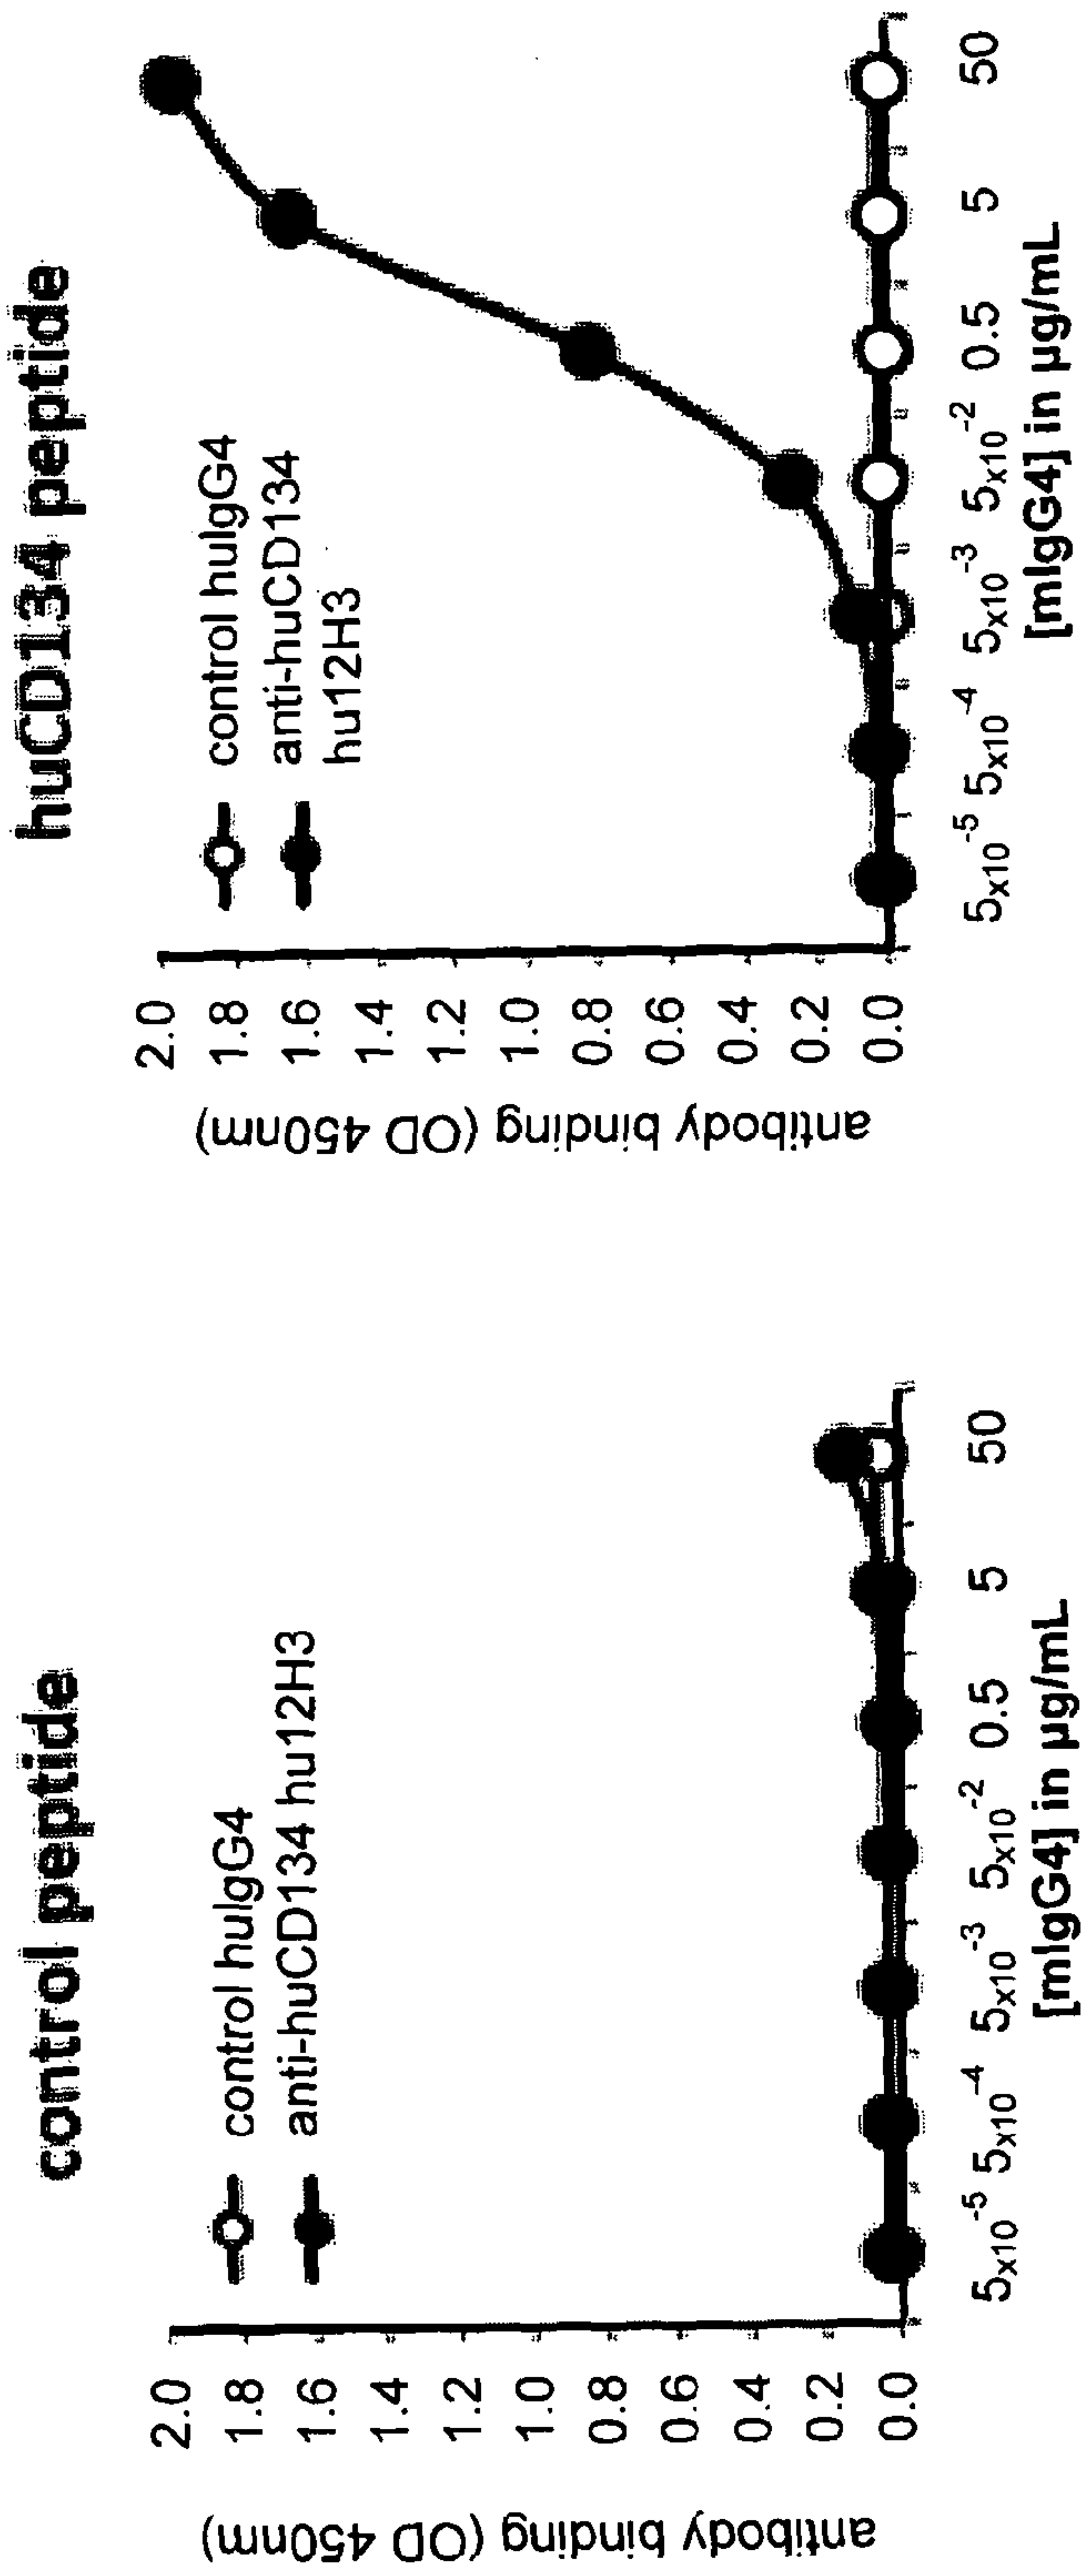 control peptide
control huIgG4
anti-huCD134 hu12H3
antibody binding (OD 450nm)
2.0
1.8
1.6
1.4
1.2
1.0
0.8
0.6
0.4
0.2
0.0
5x10⁻⁵ 5x10⁻⁴ 5x10⁻³ 5x10⁻² 0.5 5 50
[mIgG4] in µg/mL
huCD134 peptide
control huIgG4
anti-huCD134
hu12H3
antibody binding (OD 450nm)
2.0
1.8
1.6
1.4
1.2
1.0
0.8
0.6
0.4
0.2
0.0
5x10⁻⁵ 5x10⁻⁴ 5x10⁻³ 5x10⁻² 0.5 5 50
[mIgG4] in µg/mL